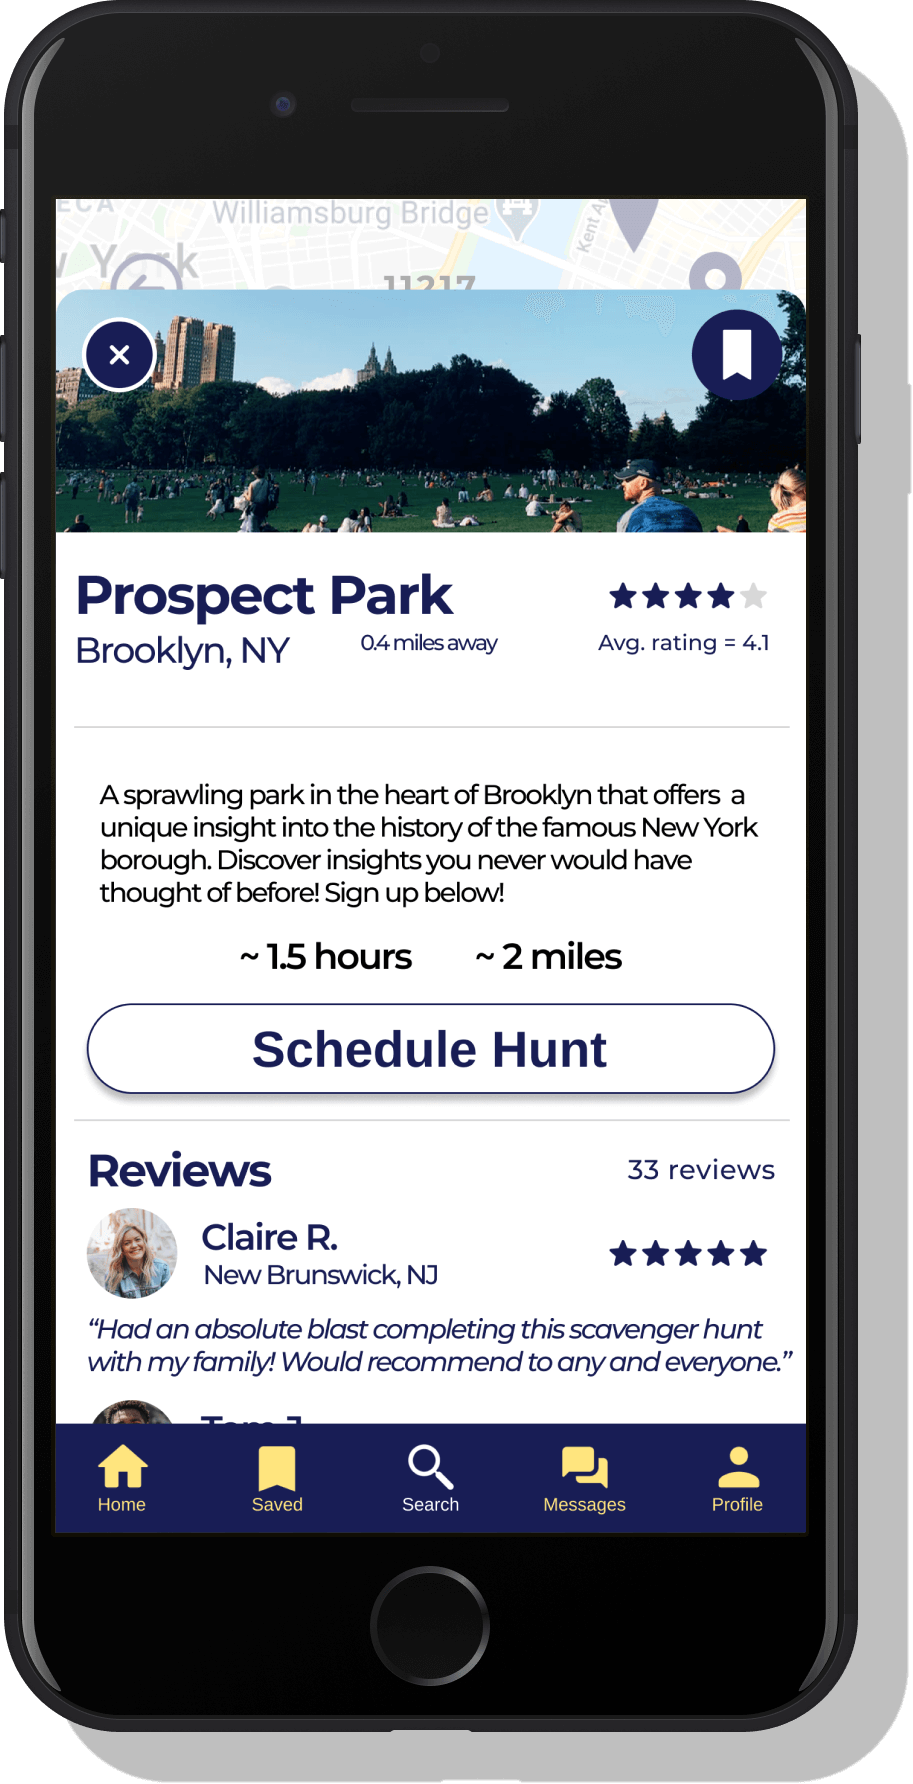 ECA
Williamsburg Bridge
Kent A
York
11217
Prospect Park
Brooklyn, NY
0.4 miles away
Avg. rating = 4.1
A sprawling park in the heart of Brooklyn that offers a
unique insight into the history of the famous New York
borough. Discover insights you never would have
thought of before! Sign up below!
~ 1.5 hours
~ 2 miles
Schedule Hunt
Reviews
33 reviews
Claire R.
New Brunswick, NJ
“Had an absolute blast completing this scavenger hunt
with my family! Would recommend to any and everyone.”
Tom J
Home
Saved
Search
Messages
Profile